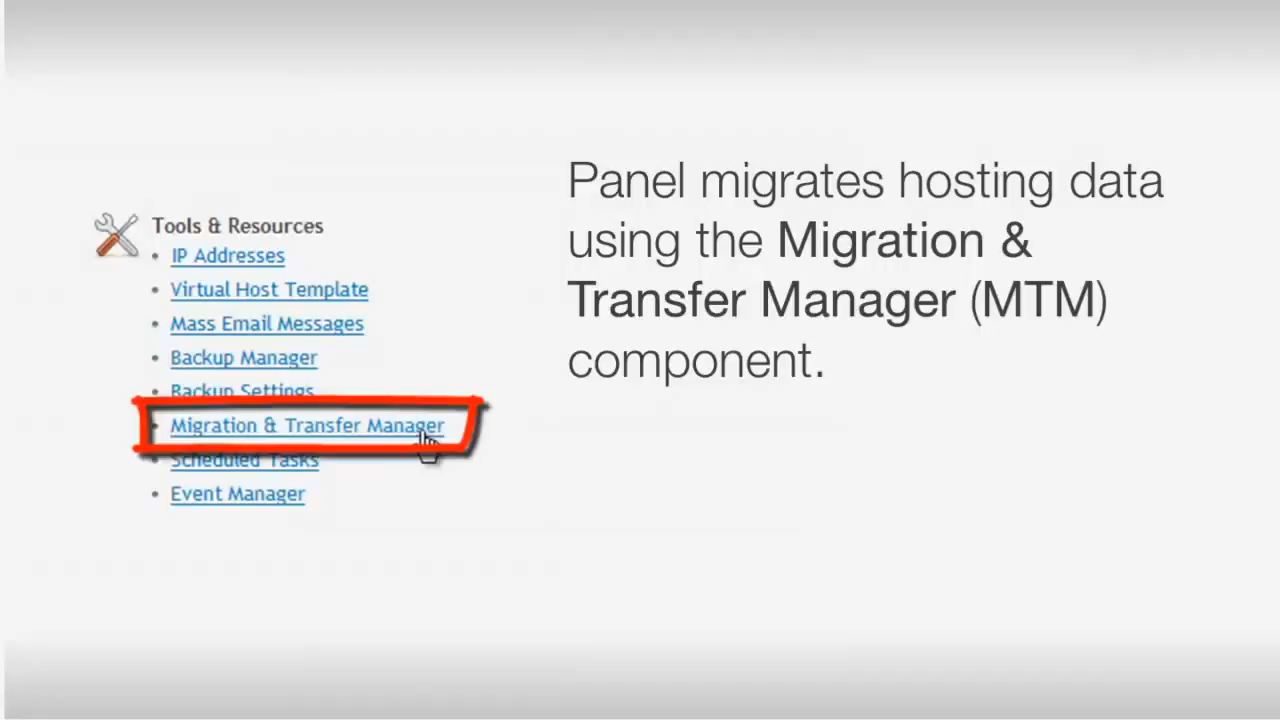 Tools & Resources
IP Addresses
Virtual Host Template
Mass Email Messages
Backup Manager
Backup Settings
Migration & Transfer Manager
Scheduled Tasks
Event Manager
Panel migrates hosting data
using the Migration &
Transfer Manager (MTM)
component.